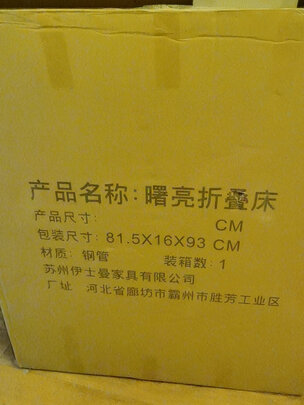 产品名称:曙亮折叠床
产品尺寸: CM
包装尺寸:81.5X16X93 CM
材质: 钢管 装箱数:1
苏州伊士曼家具有限公司
厂址 河北省廊坊市霸州市胜芳工业区